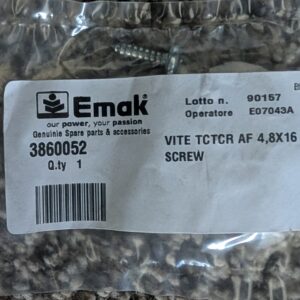 Emak
our power, your passion
Genuine Spare parts & accessories
3860052
Q.ty 1
Lotto n. 90157
Operatore E07043A
VITE TCTCR AF 4,8X16
SCREW